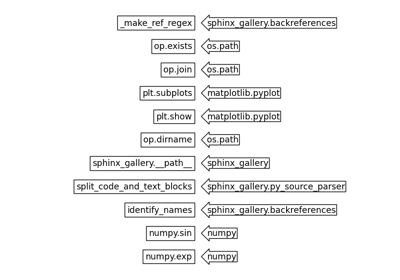 _make_ref_regex sphinx_gallery.backreferences
op.exists os.path
op.join os.path
plt.subplots matplotlib.pyplot
plt.show matplotlib.pyplot
op.dirname os.path
sphinx_gallery.__path__ sphinx_gallery
split_code_and_text_blocks sphinx_gallery.py_source_parser
identify_names sphinx_gallery.backreferences
numpy.sin numpy
numpy.exp numpy